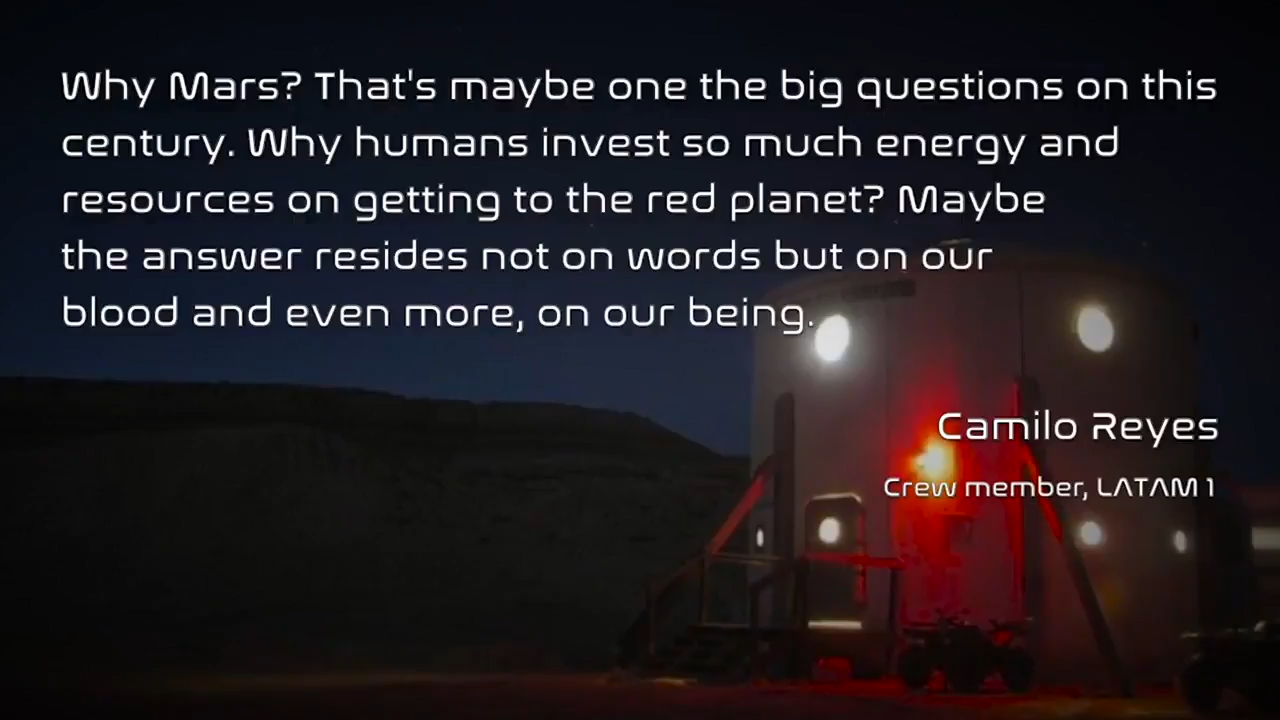 Why Mars? That's maybe one the big questions on this
century. Why humans invest so much energy and
resources on getting to the red planet? Maybe
the answer resides not on words but on our
blood and even more, on our being.
Camilo Reyes
Crew member, LATAM 1